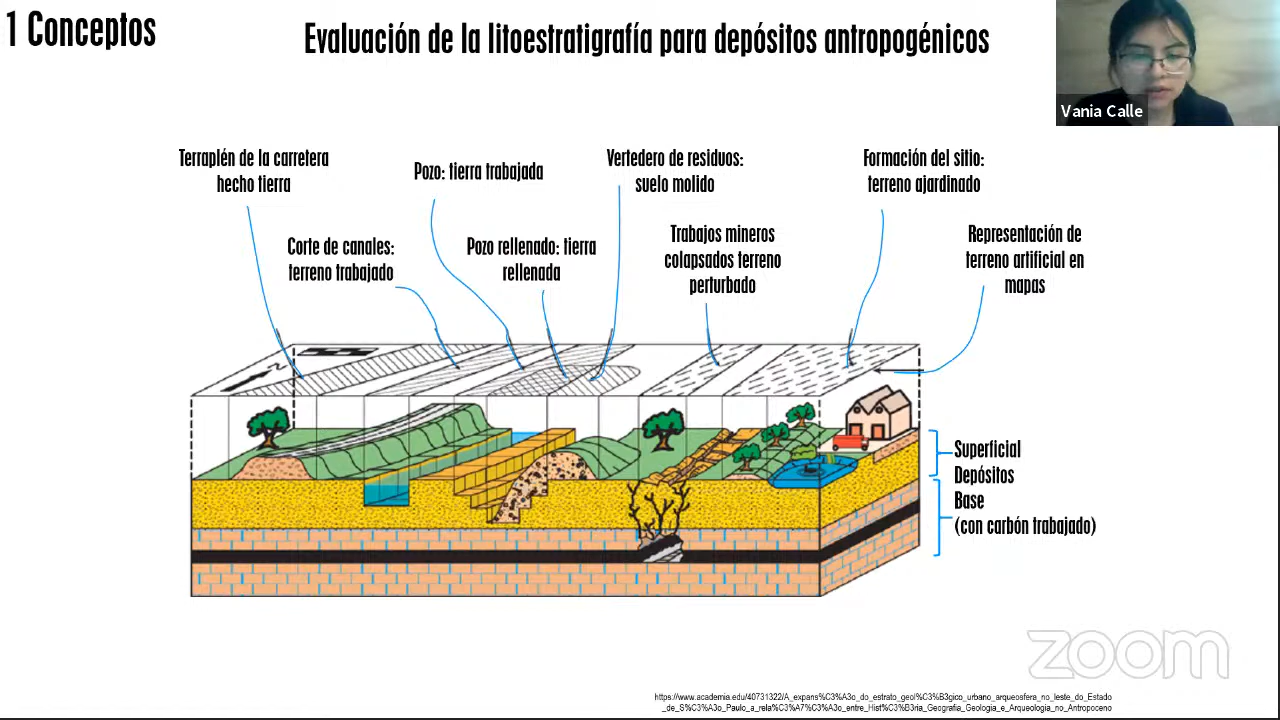 1 Conceptos
Evaluación de la litoestratigrafía para depósitos antropogénicos
Vania Calle
Terraplén de la carretera
hecho tierra
Pozo: tierra trabajada
Vertedero de residuos:
suelo molido
Formación del sitio:
terreno ajardinado
Corte de canales:
terreno trabajado
Pozo rellenado: tierra
rellenada
Trabajos mineros
colapsados terreno
perturbado
Representación de
terreno artificial en
mapas
Superficial
Depósitos
Base
(con carbón trabajado)
zoom
https://www.academia.edu/40731322/A_expans%C3%A3o_do_estrato_geol%C3%B3gico_urbano_arqueosfera_no_leste_do_Estado
_de_S%C3%A3o_Paulo_a_rela%C3%A7%C3%A3o_entre_Hist%C3%B3ria_Geografia_Geologia_e_Arqueologia_no_Antropoceno